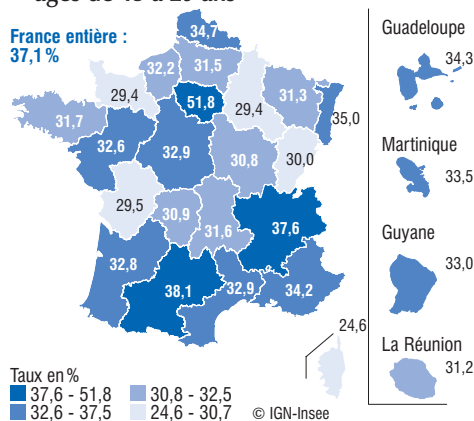 France entière :
37,1 %
34,7
32,2
31,5
29,4
51,8
29,4
31,3
35,0
31,7
32,6
32,9
30,8
30,0
29,5
30,9
31,6
37,6
32,8
38,1
32,9
34,2
24,6
Guadeloupe
34,3
Martinique
33,5
Guyane
33,0
La Réunion
31,2
Taux en %
37,6 - 51,8
30,8 - 32,5
32,6 - 37,5
24,6 - 30,7
© IGN-Insee